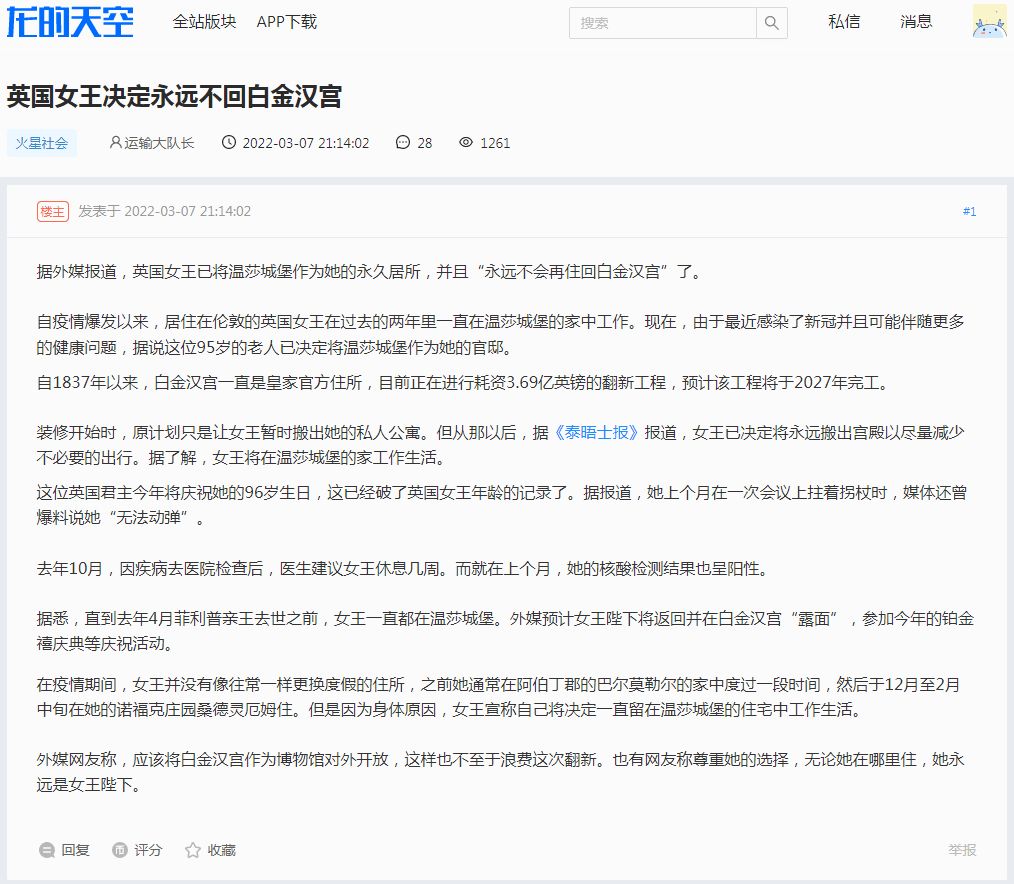 龙的天空
全站版块 APP下载 搜索 私信 消息
英国女王决定永远不回白金汉宫
火星社会 运输大队长 2022-03-07 21:14:02 28 1261
楼主 发表于 2022-03-07 21:14:02 #1
据外媒报道，英国女王已将温莎城堡作为她的永久居所，并且“永远不会再住回白金汉宫”了。
自疫情爆发以来，居住在伦敦的英国女王在过去的两年里一直在温莎城堡的家中工作。现在，由于最近感染了新冠并且可能伴随更多
的健康问题，据说这位95岁的老人已决定将温莎城堡作为她的官邸。
自1837年以来，白金汉宫一直是皇家官方住所，目前正在进行耗资3.69亿英镑的翻新工程，预计该工程将于2027年完工。
装修开始时，原计划只是让女王暂时搬出她的私人公寓。但从那以后，据《泰晤士报》报道，女王已决定将永远搬出宫殿以尽量减少
不必要的出行。据了解，女王将在温莎城堡的家工作生活。
这位英国君主今年将庆祝她的96岁生日，这已经破了英国女王年龄的记录了。据报道，她上个月在一次会议上拄着拐杖时，媒体还曾
爆料说她“无法动弹”。
去年10月，因疾病去医院检查后，医生建议女王休息几周。而就在上个月，她的核酸检测结果也呈阳性。
据悉，直到去年4月菲利普亲王去世之前，女王一直都在温莎城堡。外媒预计女王陛下将返回并在白金汉宫“露面”，参加今年的铂金
禧庆典等庆祝活动。
在疫情期间，女王并没有像往常一样更换度假的住所，之前她通常在阿伯丁郡的巴尔莫勒尔的家中度过一段时间，然后于12月至2月
中旬在她的诺福克庄园桑德灵厄姆住。但是因为身体原因，女王宣称自己将决定一直留在温莎城堡的住宅中工作生活。
外媒网友称，应该将白金汉宫作为博物馆对外开放，这样也不至于浪费这次翻新。也有网友称尊重她的选择，无论她在哪里住，她永
远是女王陛下。
回复 币 评分 收藏 举报